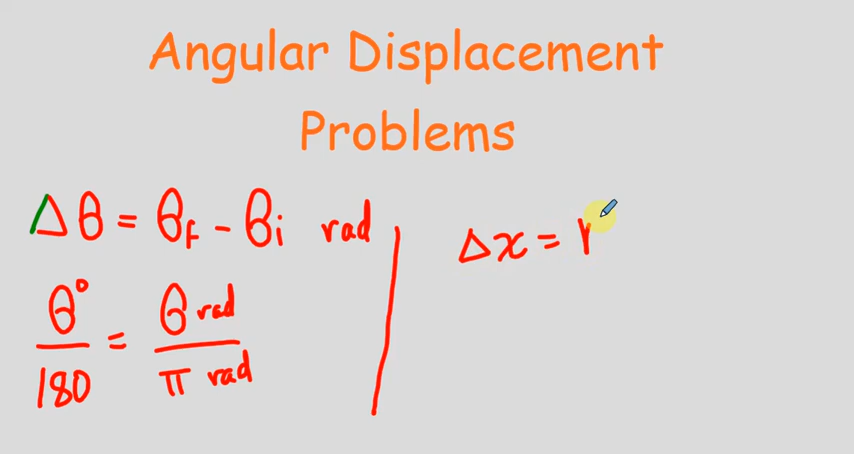 Angular Displacement
Problems
Δθ = θf - θi rad
θ° / 180 = θ rad / π rad
Δx = r